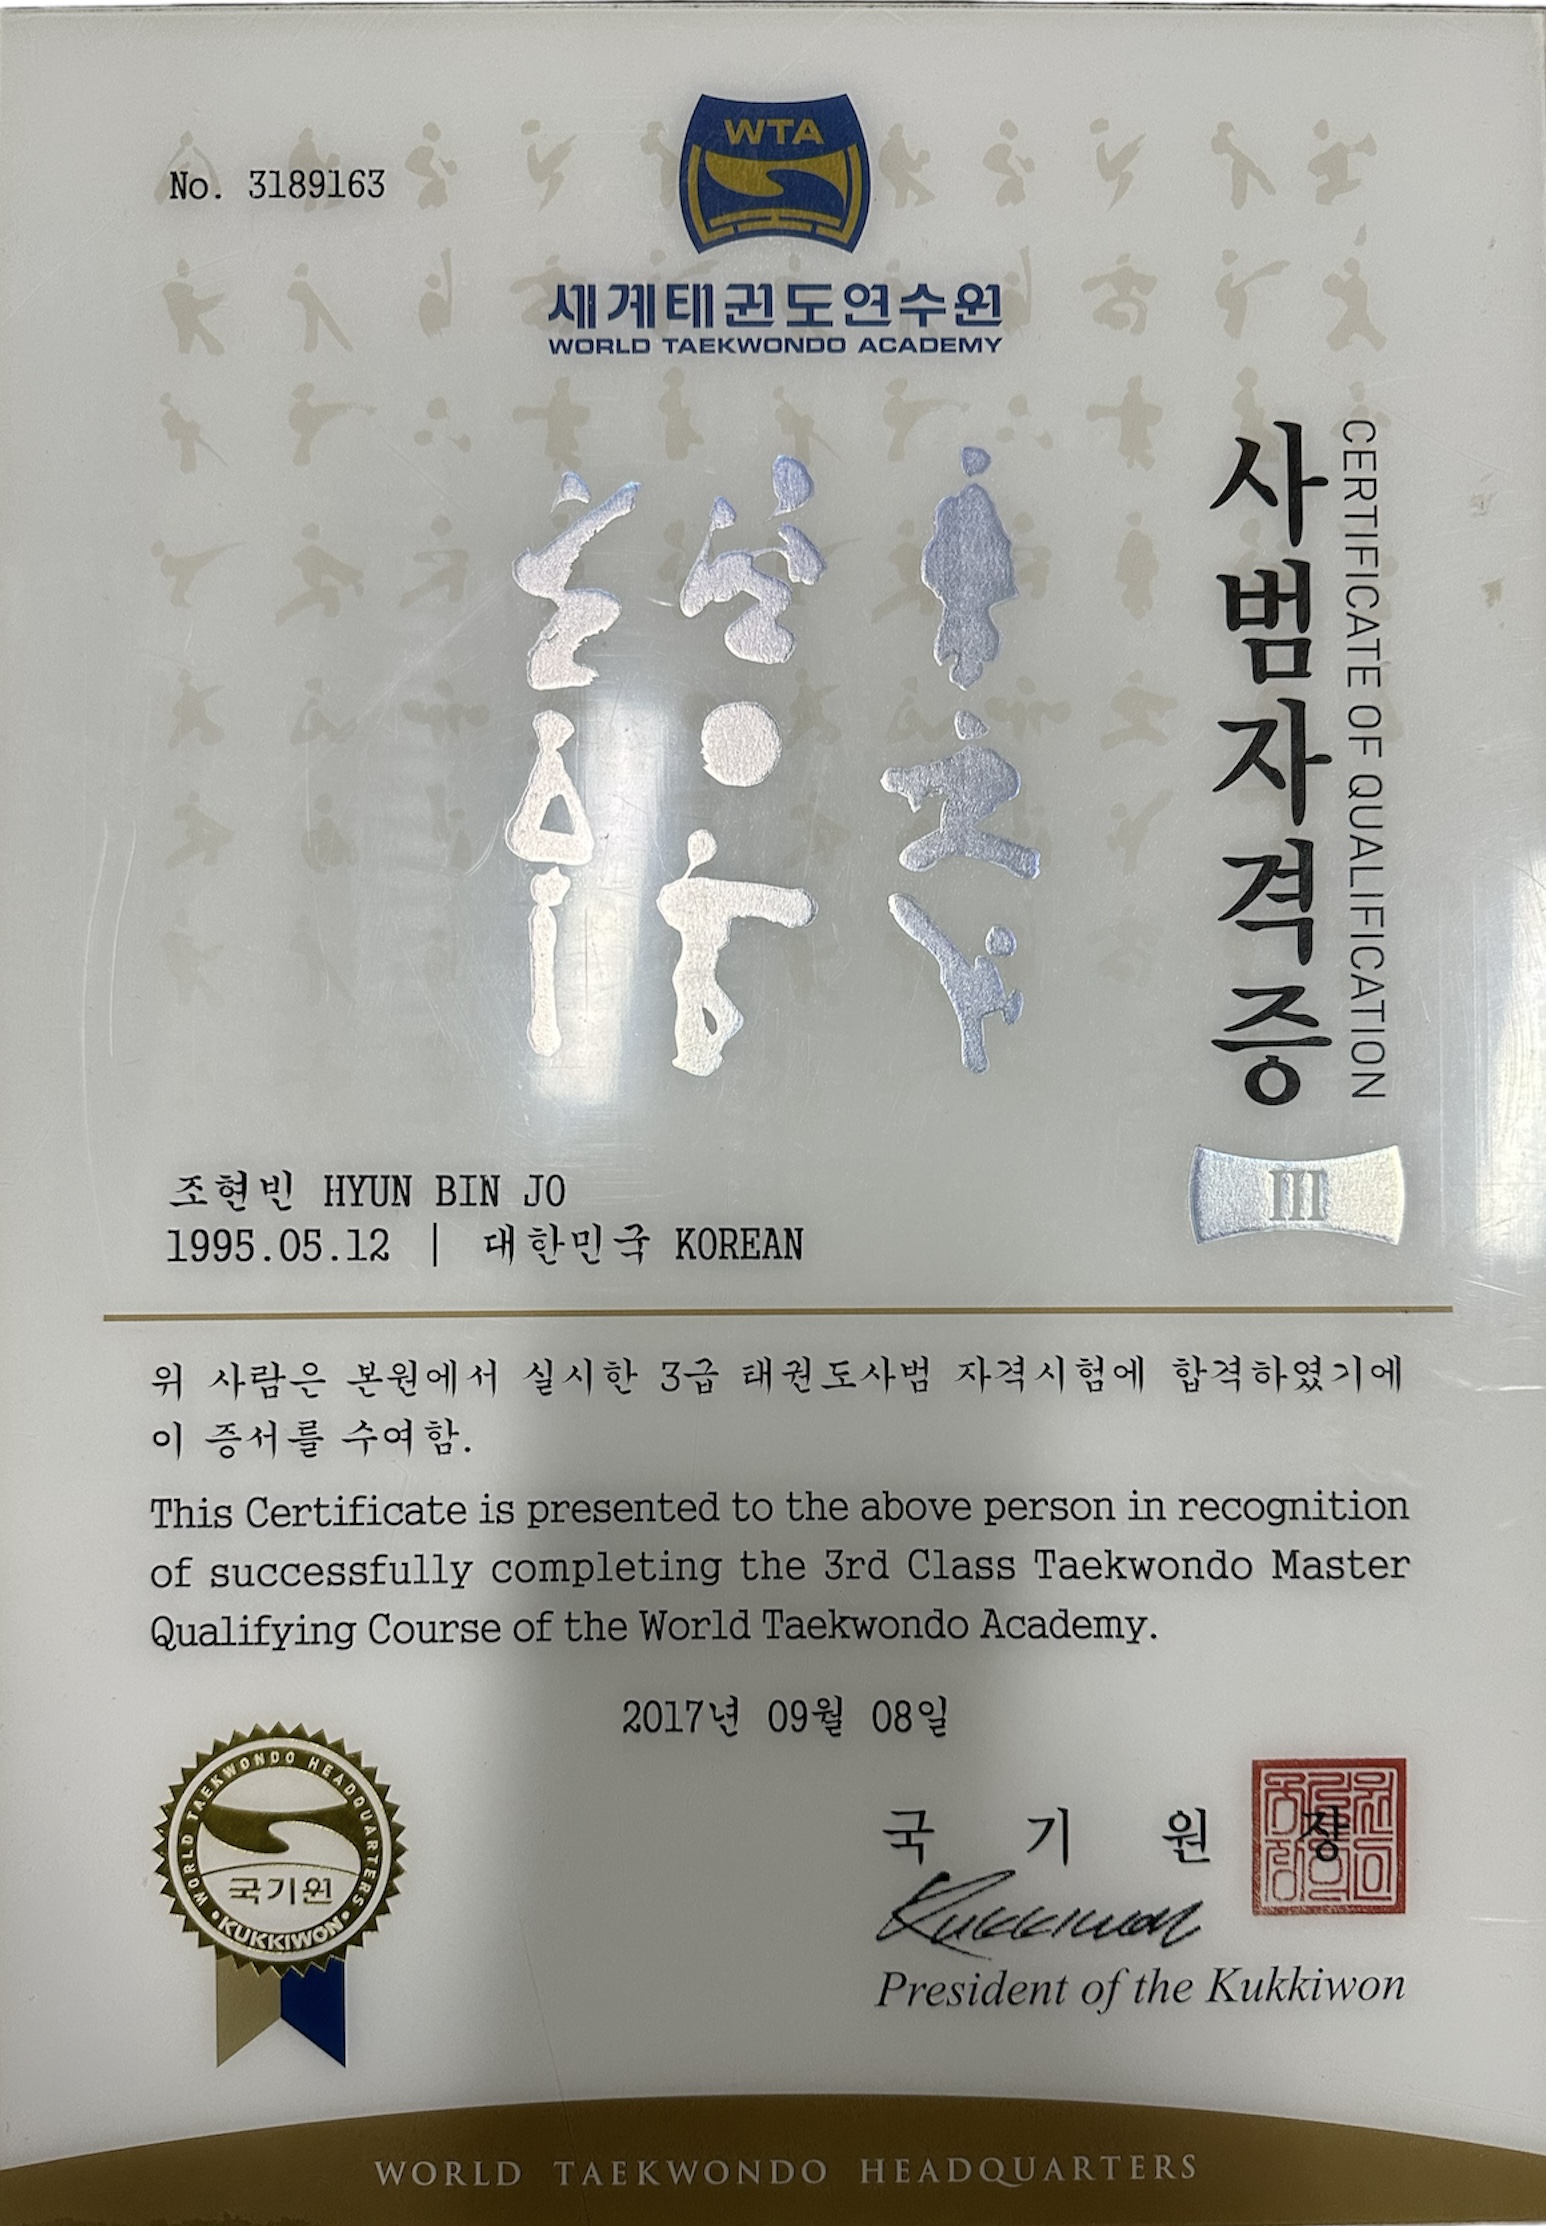 No. 3189163
WTA
세계태권도연수원
WORLD TAEKWONDO ACADEMY
사범자격증
CERTIFICATE OF QUALIFICATION
III
조현빈 HYUN BIN JO
1995.05.12 | 대한민국 KOREAN
위 사람은 본원에서 실시한 3급 태권도사범 자격시험에 합격하였기에
이 증서를 수여함.
This Certificate is presented to the above person in recognition
of successfully completing the 3rd Class Taekwondo Master
Qualifying Course of the World Taekwondo Academy.
2017년 09월 08일
WORLD TAEKWONDO HEADQUARTERS
국기원
KUKKIWON
국 기 원 장
Kukkiwon
President of the Kukkiwon
WORLD TAEKWONDO HEADQUARTERS